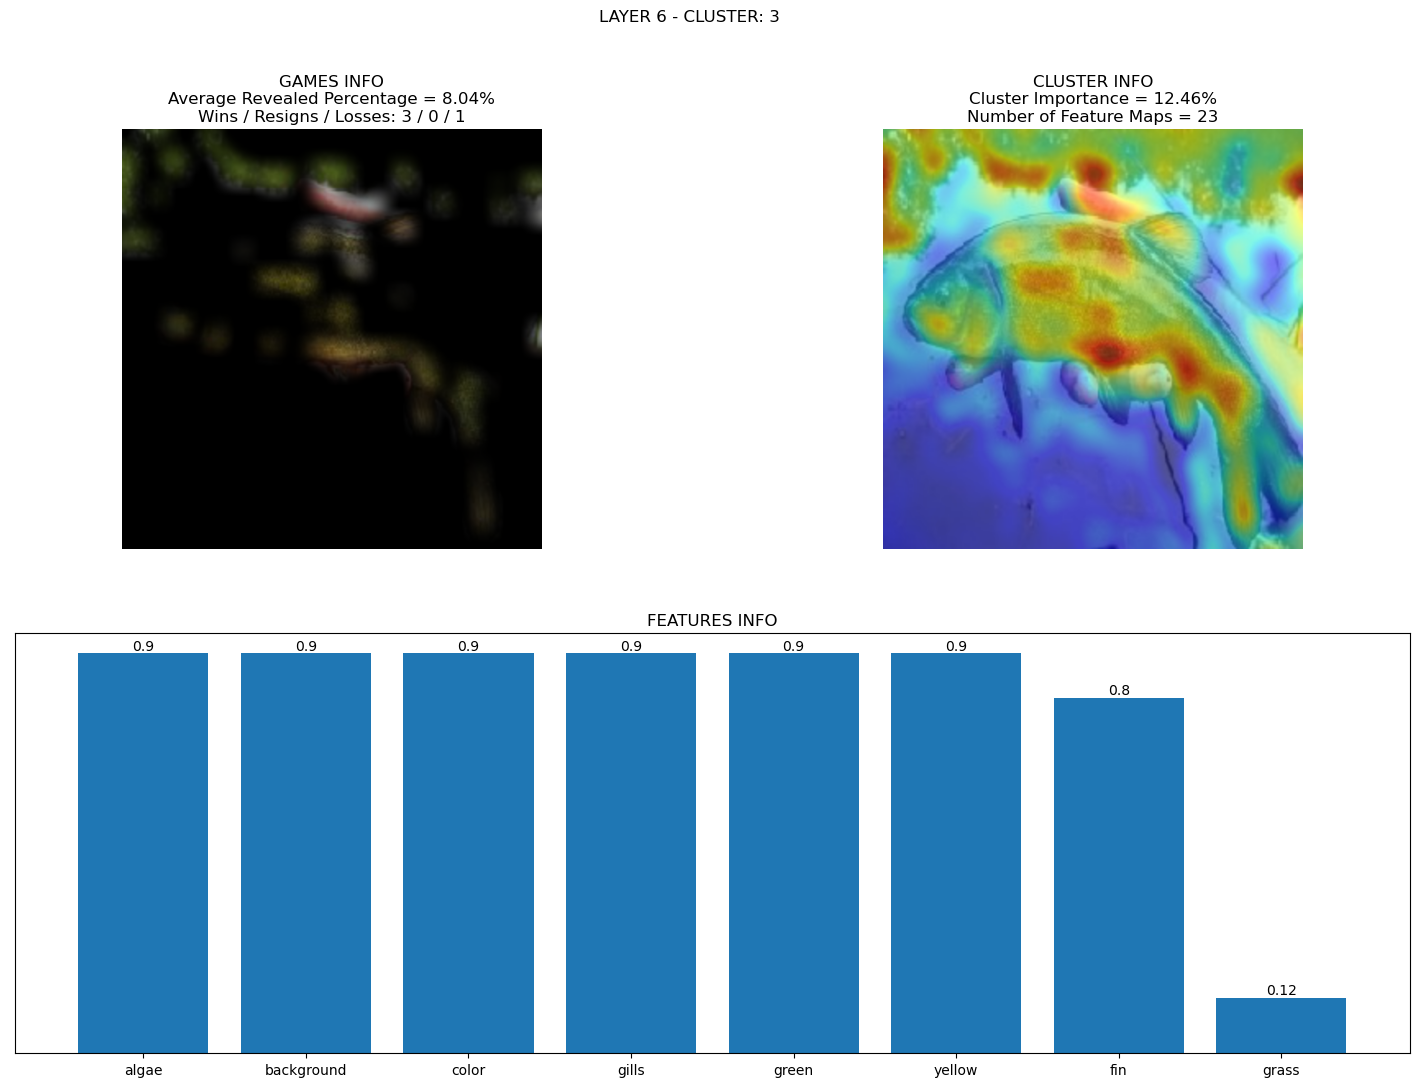 LAYER 6 - CLUSTER: 3
GAMES INFO
Average Revealed Percentage = 8.04%
Wins / Resigns / Losses: 3 / 0 / 1
CLUSTER INFO
Cluster Importance = 12.46%
Number of Feature Maps = 23
FEATURES INFO
0.9 0.9 0.9 0.9 0.9 0.9 0.8 0.12
algae background color gills green yellow fin grass